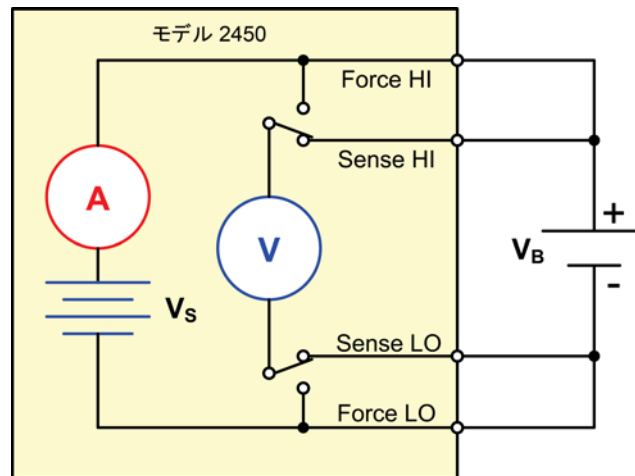 モデル 2450
Force HI
Sense HI
A
V
VS
VB
+
-
Sense LO
Force LO